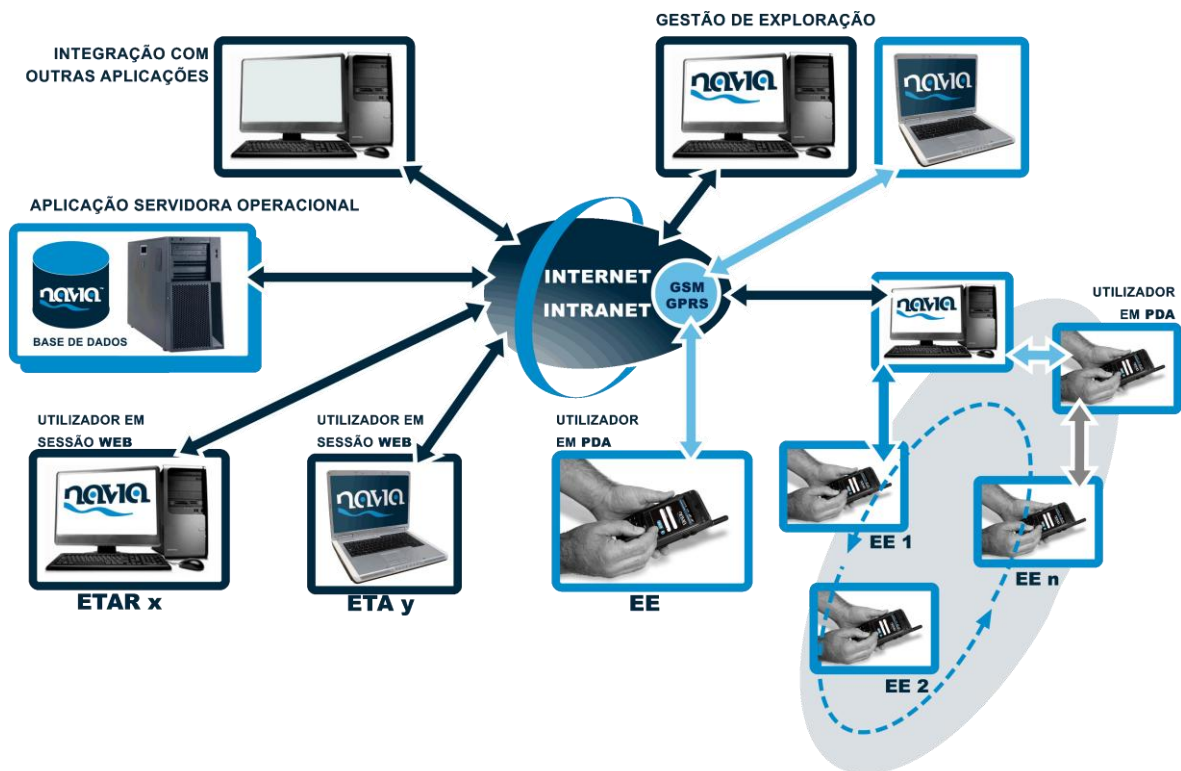 GESTÃO DE EXPLORAÇÃO
INTEGRAÇÃO COM
OUTRAS APLICAÇÕES
navia
navia
APLICAÇÃO SERVIDORA OPERACIONAL
navia™
BASE DE DADOS
INTERNET
INTRANET
GSM
GPRS
navia
UTILIZADOR
EM PDA
UTILIZADOR EM
SESSÃO WEB
navia
ETAR x
UTILIZADOR EM
SESSÃO WEB
navia
ETA y
UTILIZADOR
EM PDA
EE
EE 1
EE n
EE 2